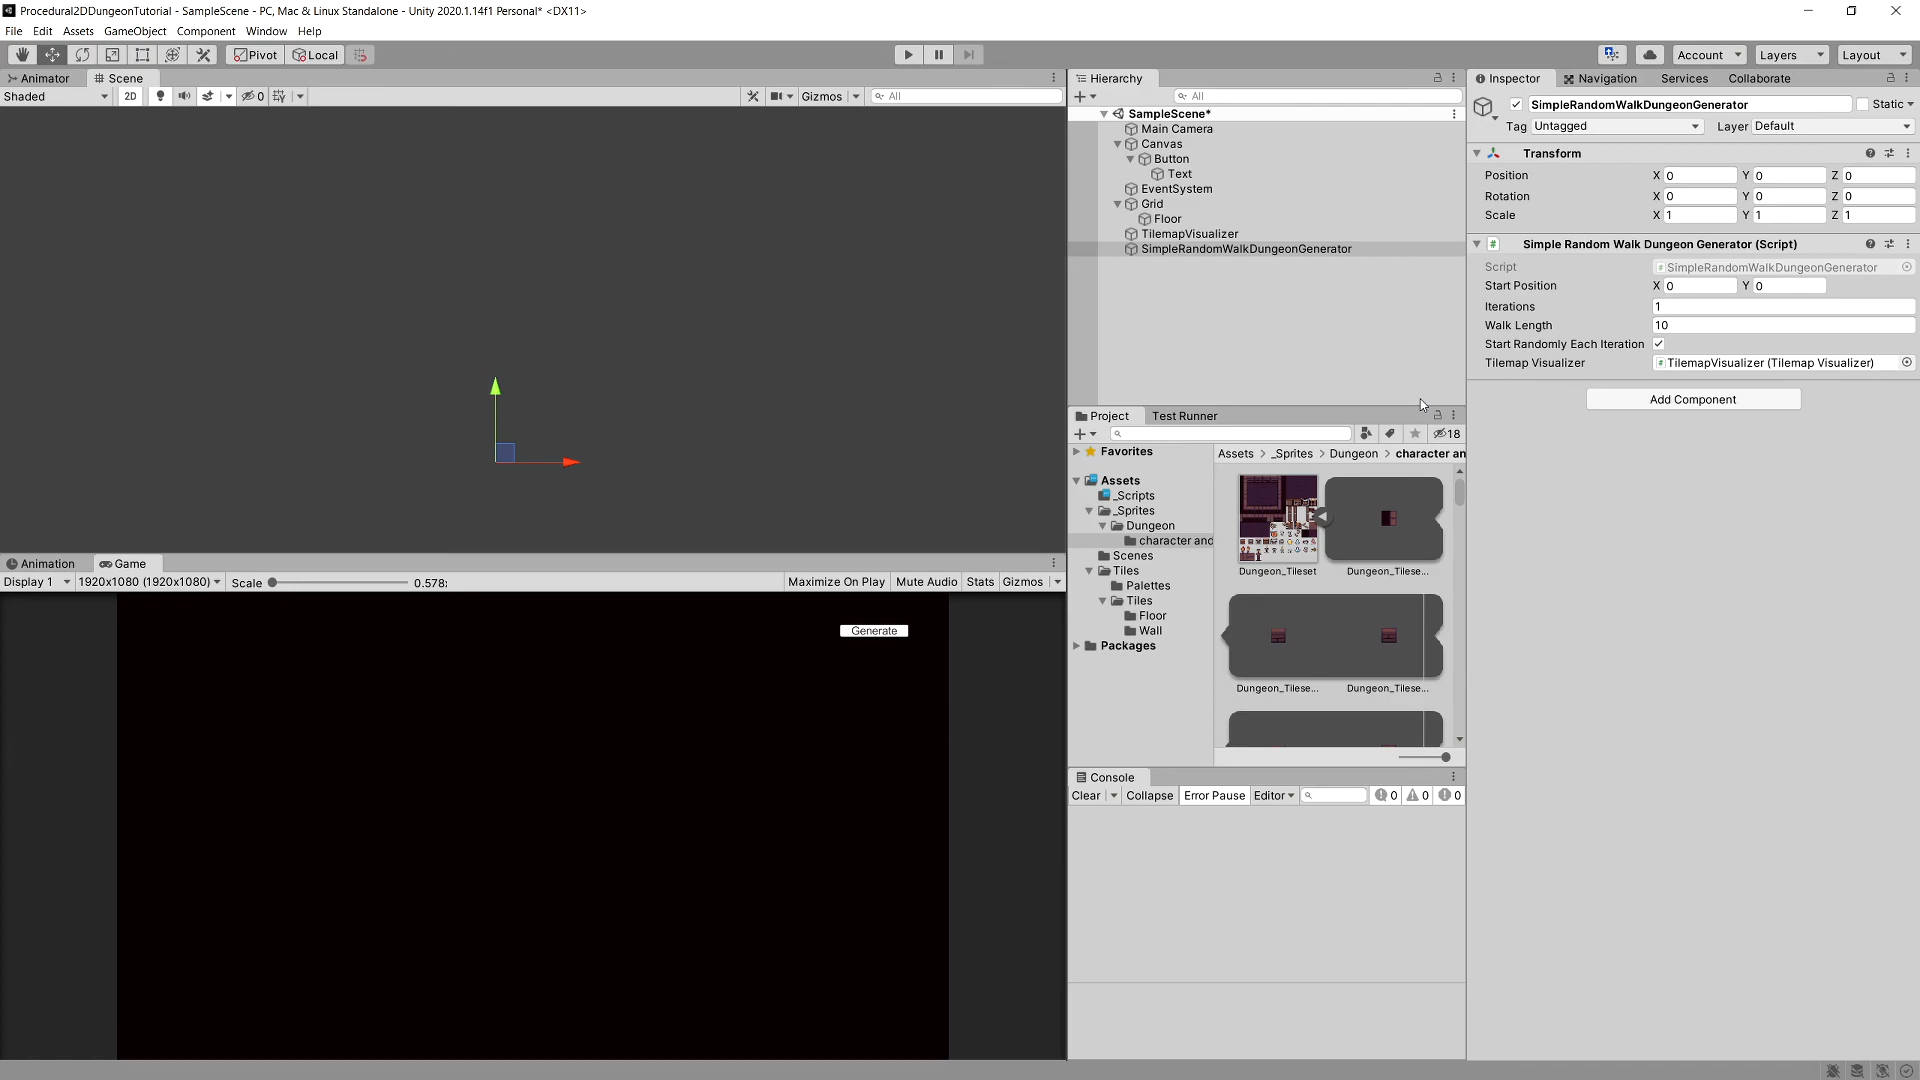 Procedural2DDungeonTutorial - SampleScene - PC, Mac & Linux Standalone - Unity 2020.1.14f1 Personal* <DX11>
File Edit Assets GameObject Component Window Help
Pivot Local Account Layers Layout
Animator Scene
Shaded 2D 0 Gizmos All
Hierarchy
All
SampleScene*
Main Camera
Canvas
Button
Text
EventSystem
Grid
Floor
TilemapVisualizer
SimpleRandomWalkDungeonGenerator
Inspector Navigation Services Collaborate
SimpleRandomWalkDungeonGenerator Static
Tag Untagged Layer Default
Transform
Position X 0 Y 0 Z 0
Rotation X 0 Y 0 Z 0
Scale X 1 Y 1 Z 1
# Simple Random Walk Dungeon Generator (Script)
Script SimpleRandomWalkDungeonGenerator
Start Position X 0 Y 0
Iterations 1
Walk Length 10
Start Randomly Each Iteration
Tilemap Visualizer TilemapVisualizer (Tilemap Visualizer)
Add Component
Project Test Runner
18
Favorites
Assets
_Scripts
_Sprites
Dungeon
character and
Scenes
Tiles
Palettes
Tiles
Floor
Wall
Packages
Assets > _Sprites > Dungeon > character an
Dungeon_Tileset Dungeon_Tilese...
Dungeon_Tilese... Dungeon_Tilese...
Animation Game
Display 1 1920x1080 (1920x1080) Scale 0.578: Maximize On Play Mute Audio Stats Gizmos
Generate
Console
Clear Collapse Error Pause Editor 0 0 0